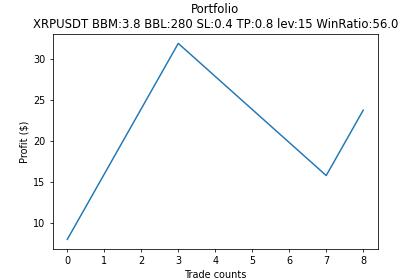 Portfolio
XRPUSDT BBM:3.8 BBL:280 SL:0.4 TP:0.8 lev:15 WinRatio:56.0
30
25
20
15
10
Profit ($)
0 1 2 3 4 5 6 7 8
Trade counts